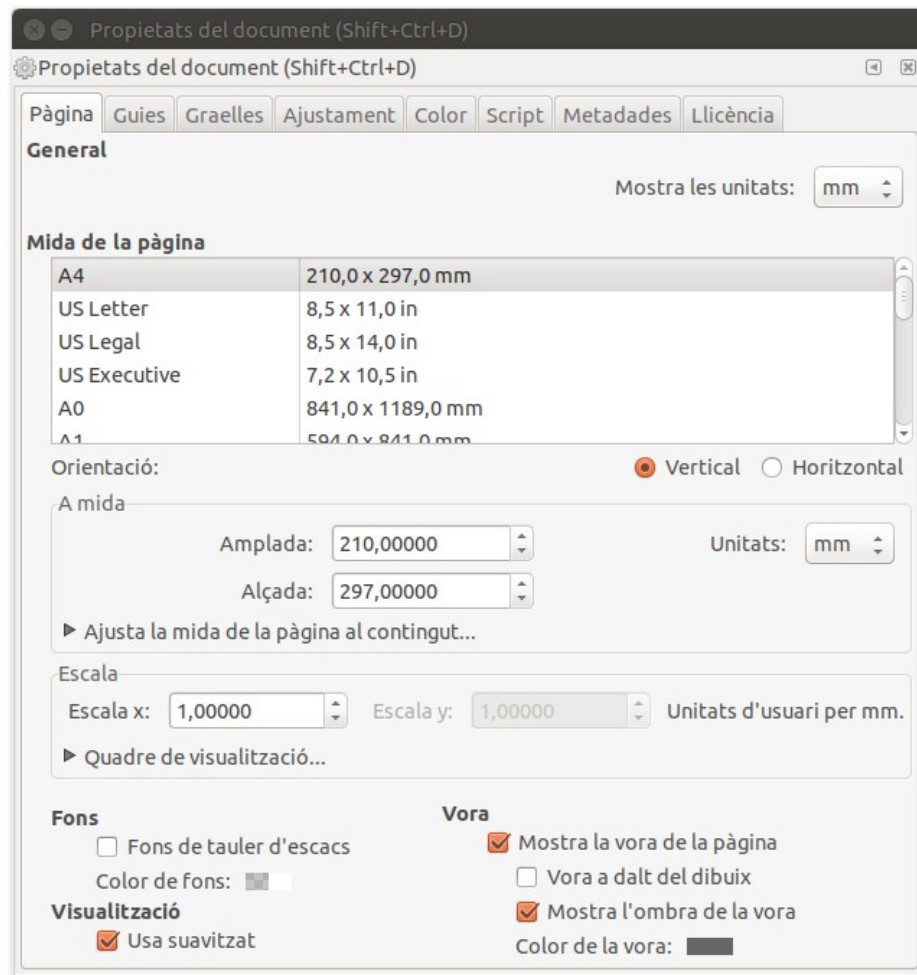 Propietats del document (Shift+Ctrl+D)
Propietats del document (Shift+Ctrl+D)
Pàgina Guies Graelles Ajustament Color Script Metadades Llicència
General
Mostra les unitats: mm
Mida de la pàgina
A4 210,0 x 297,0 mm
US Letter 8,5 x 11,0 in
US Legal 8,5 x 14,0 in
US Executive 7,2 x 10,5 in
A0 841,0 x 1189,0 mm
A1 594,0 x 841,0 mm
Orientació: Vertical Horitzontal
A mida
Amplada: 210,00000 Unitats: mm
Alçada: 297,00000
Ajusta la mida de la pàgina al contingut...
Escala
Escala x: 1,00000 Escala y: 1,00000 Unitats d'usuari per mm.
Quadre de visualització...
Fons
Fons de tauler d'escacs
Color de fons:
Visualització
Usa suavitzat
Vora
Mostra la vora de la pàgina
Vora a dalt del dibuix
Mostra l'ombra de la vora
Color de la vora: